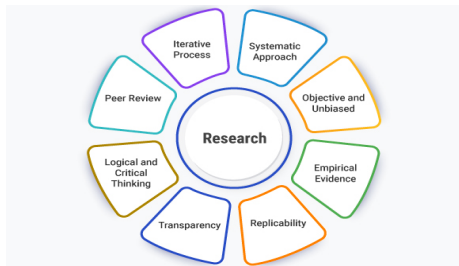 Iterative
Process
Systematic
Approach
Peer Review
Objective and
Unbiased
Research
Logical and
Critical
Thinking
Empirical
Evidence
Transparency
Replicability